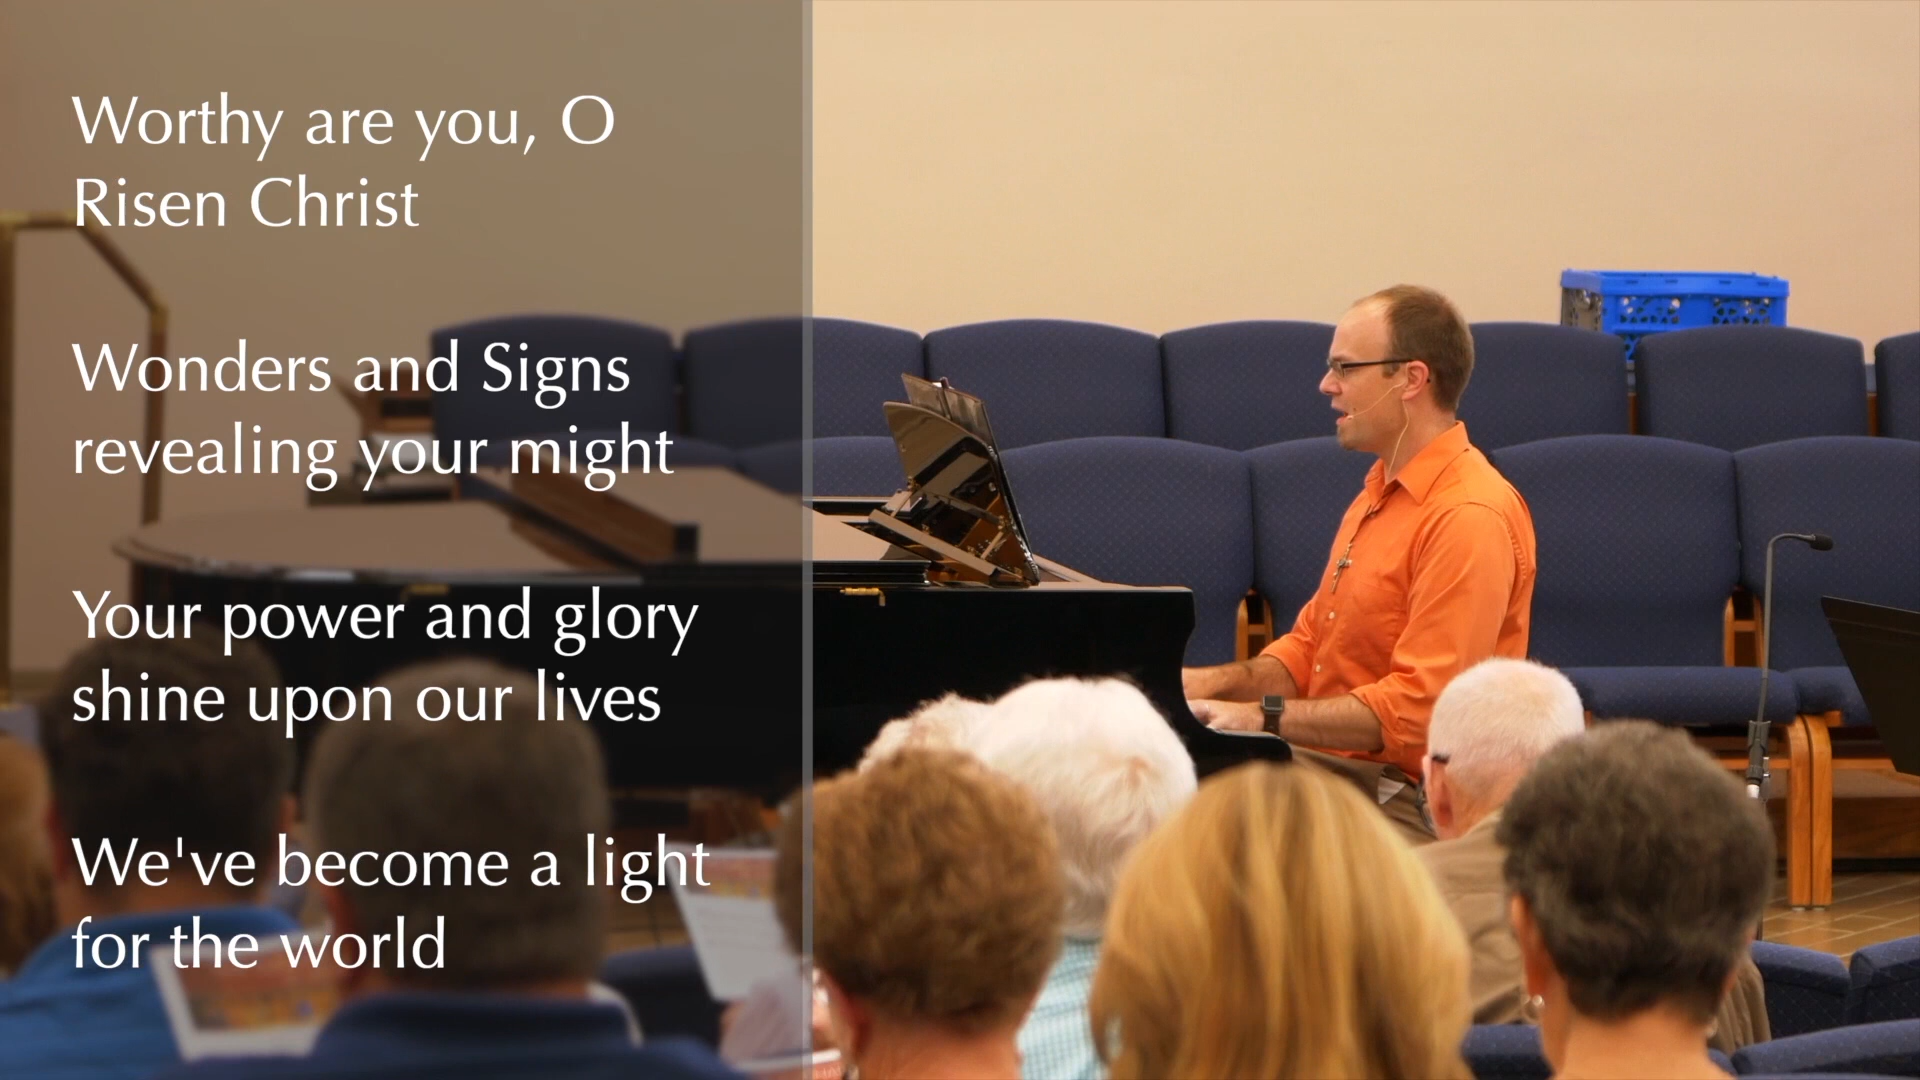 Worthy are you, O
Risen Christ
Wonders and Signs
revealing your might
Your power and glory
shine upon our lives
We've become a light
for the world